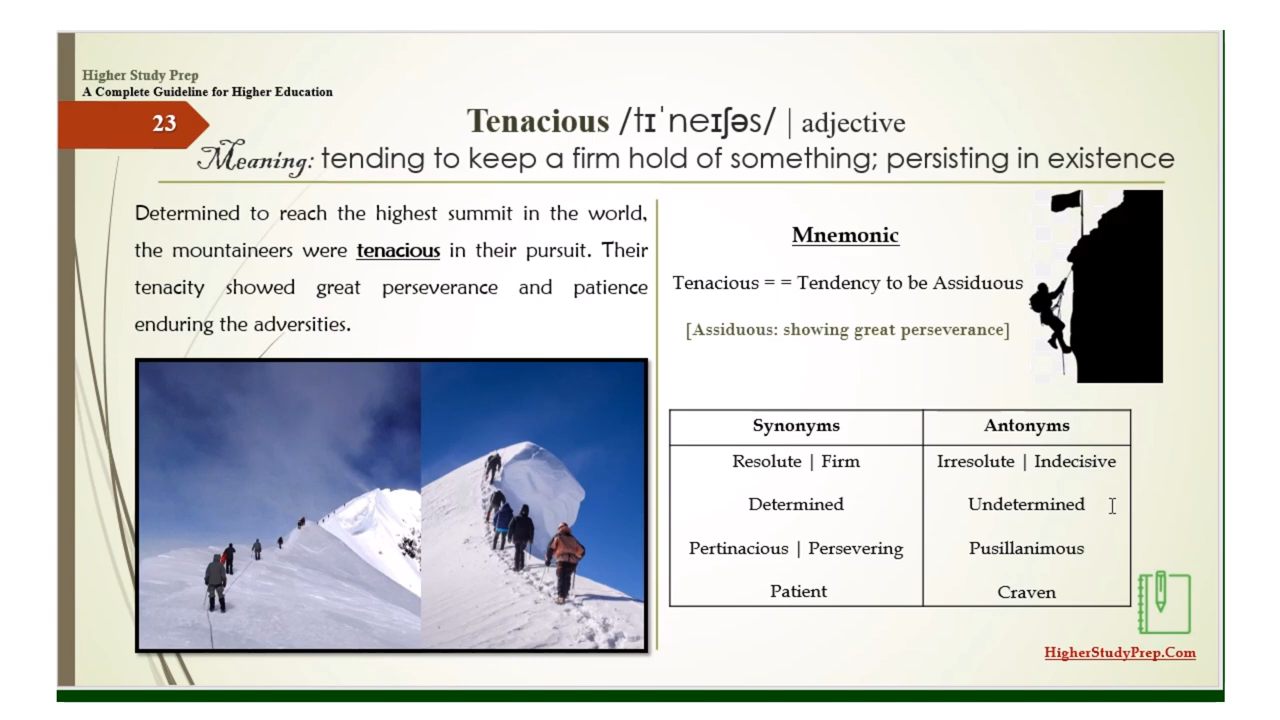 Higher Study Prep
A Complete Guideline for Higher Education
23
Tenacious /tɪˈneɪʃəs/ | adjective
Meaning: tending to keep a firm hold of something; persisting in existence
Determined to reach the highest summit in the world,
the mountaineers were tenacious in their pursuit. Their
tenacity showed great perseverance and patience
enduring the adversities.
Mnemonic
Tenacious = = Tendency to be Assiduous
[Assiduous: showing great perseverance]
Synonyms Antonyms
Resolute | Firm Irresolute | Indecisive
Determined Undetermined
Pertinacious | Persevering Pusillanimous
Patient Craven
HigherStudyPrep.Com